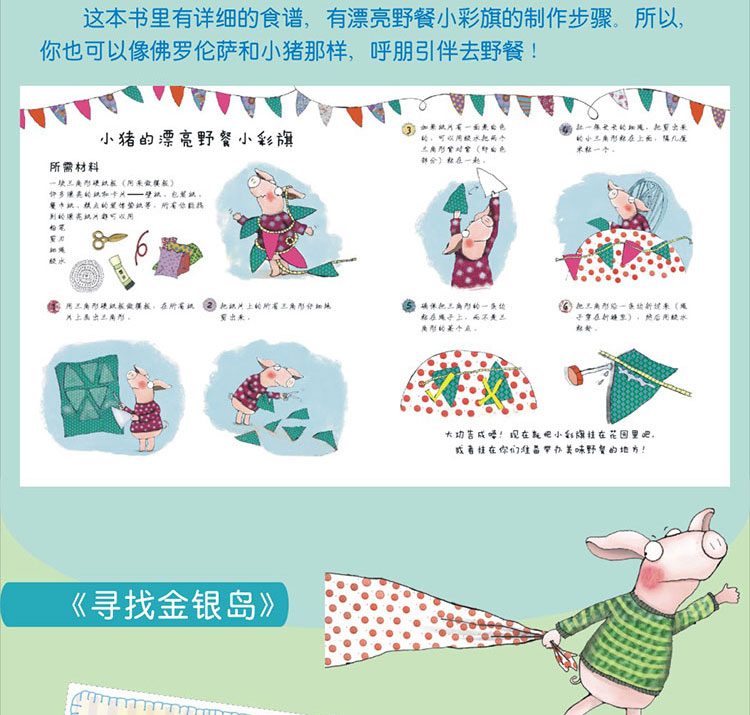 这本书里有详细的食谱，有漂亮野餐小彩旗的制作步骤。所以，
你也可以像佛罗伦萨和小猪那样，呼朋引伴去野餐！
小猪的漂亮野餐小彩旗
所需材料
一块三角形硬纸板（用来做模板）
许多漂亮的纸和卡片——壁纸、包装纸、
餐巾纸、糕点的装饰垫纸等，所有你能找
到的漂亮纸片都可以用
铅笔
剪刀
细绳
胶水
1 用三角形硬纸板做模板，在所有纸
片上画出三角形。
2 把纸片上的所有三角形仔细地
剪出来。
3 如果纸片有一面是白色
的，可以用胶水把两个
三角形背对背（即白色
部分）粘在一起。
4 拉一条长长的细绳，把剪出来
的小三角形粘在上面，隔几厘
米粘一个。
5 确保把三角形的一条边
粘在绳子上，而不是三
角形的某个点。
6 把三角形沿一条边折过来（绳
子穿在折缝里），然后用胶水
粘好。
大功告成喽！现在就把小彩旗挂在花园里吧，
或者挂在你们准备举办美味野餐的地方！
《寻找金银岛》